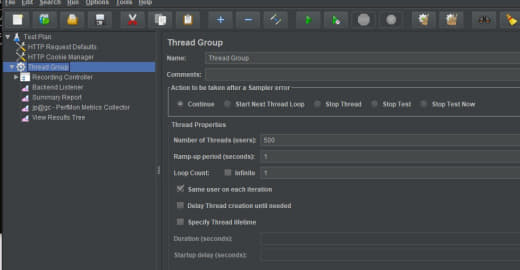 File Edit Search Run Options Tools Help
Test Plan
HTTP Request Defaults
HTTP Cookie Manager
Thread Group
Recording Controller
Backend Listener
Summary Report
jp@gc - PerfMon Metrics Collector
View Results Tree
Thread Group
Name: Thread Group
Comments:
Action to be taken after a Sampler error
Continue Start Next Thread Loop Stop Thread Stop Test Stop Test Now
Thread Properties
Number of Threads (users): 500
Ramp-up period (seconds): 1
Loop Count: Infinite 1
Same user on each iteration
Delay Thread creation until needed
Specify Thread lifetime
Duration (seconds):
Startup delay (seconds):